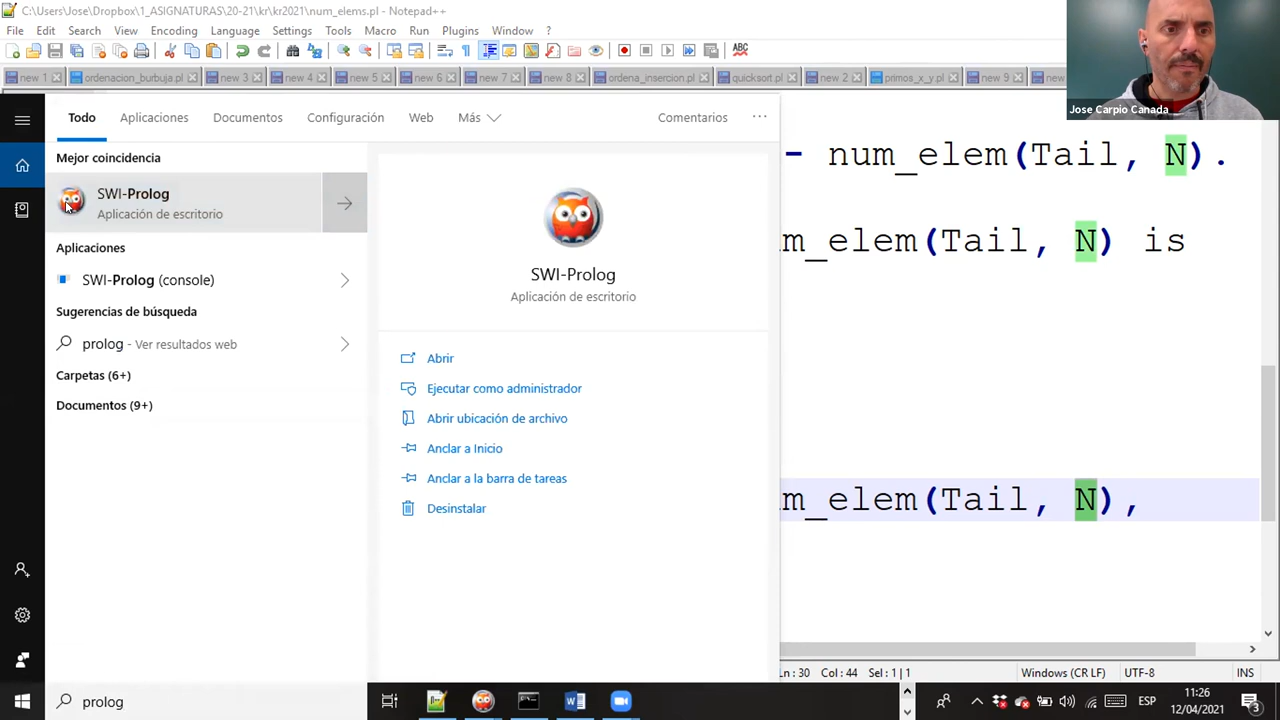 C:\Users\Jose\Dropbox\1_ASIGNATURAS\20-21\kr\kr2021\num_elems.pl - Notepad++
File Edit Search View Encoding Language Settings Tools Macro Run Plugins Window ?
new 1 ordenacion_burbuja.pl new 3 new 4 new 5 new 6 new 7 new 8 ordena_insercion.pl quicksort.pl new 2 primos_x_y.pl new 9 new
Jose Carpio Canada
Todo Aplicaciones Documentos Configuración Web Más Comentarios
Mejor coincidencia
SWI-Prolog
Aplicación de escritorio
Aplicaciones
SWI-Prolog (console)
Sugerencias de búsqueda
prolog - Ver resultados web
Carpetas (6+)
Documentos (9+)
SWI-Prolog
Aplicación de escritorio
Abrir
Ejecutar como administrador
Abrir ubicación de archivo
Anclar a Inicio
Anclar a la barra de tareas
Desinstalar
- num_elem(Tail, N).
m_elem(Tail, N) is
m_elem(Tail, N),
Ln : 30 Col : 44 Sel : 1 | 1 Windows (CR LF) UTF-8 INS
prolog
ESP
11:26
12/04/2021
3